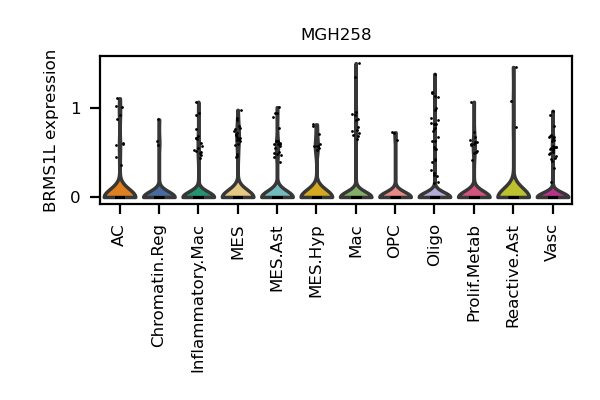 MGH258
BRMS1L expression
1
0
AC
Chromatin.Reg
Inflammatory.Mac
MES
MES.Ast
MES.Hyp
Mac
OPC
Oligo
Prolif.Metab
Reactive.Ast
Vasc